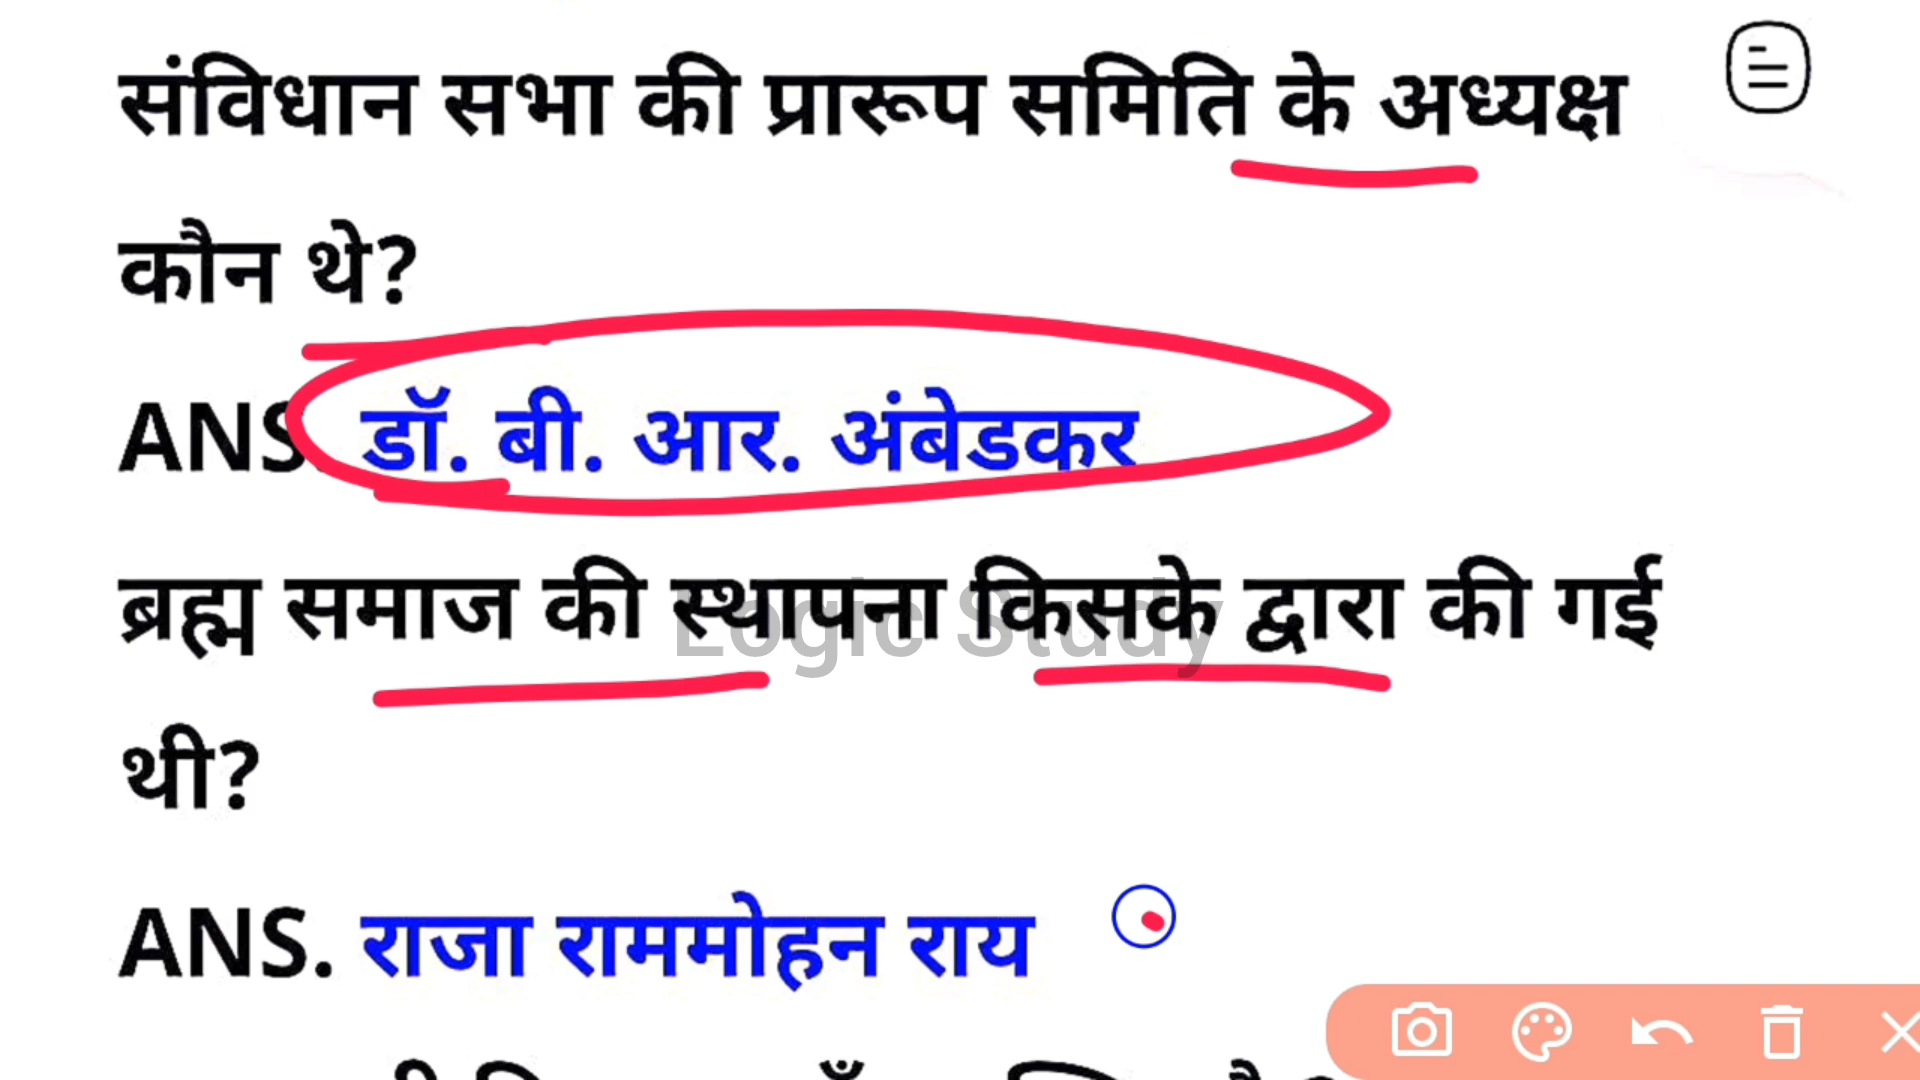 संविधान सभा की प्रारूप समिति के अध्यक्ष
कौन थे?
ANS. डॉ. बी. आर. अंबेडकर
ब्रह्म समाज की स्थापना किसके द्वारा की गई
Logic Study
थी?
ANS. राजा राममोहन राय